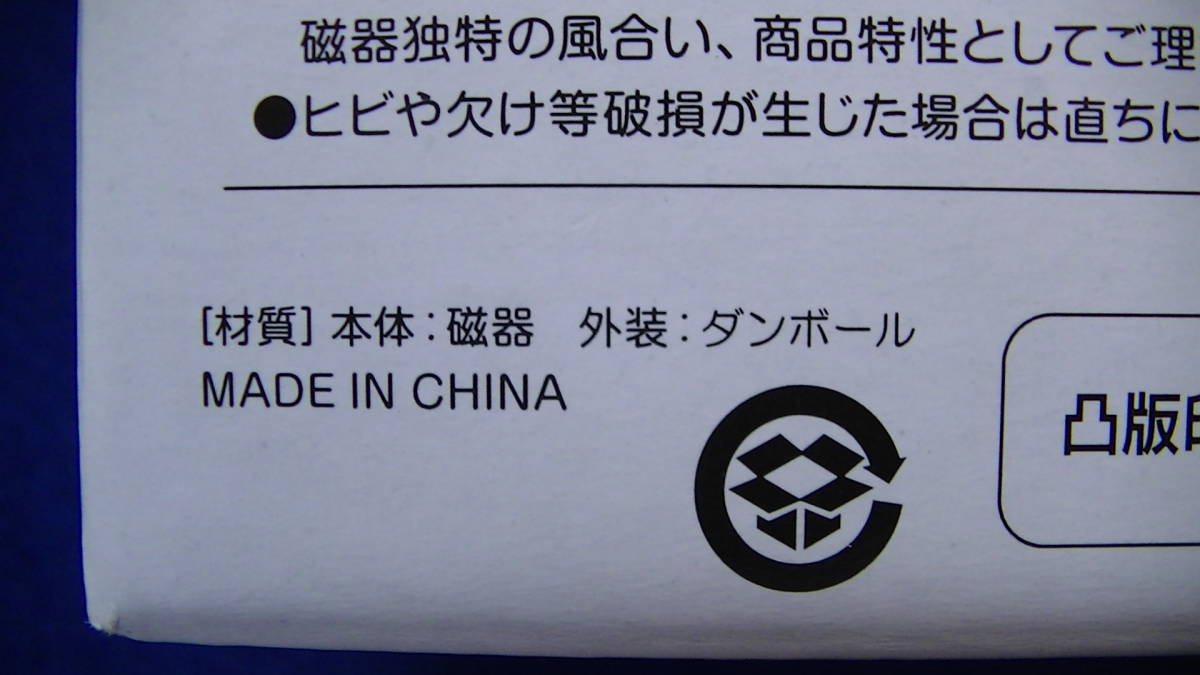 磁器独特の風合い、商品特性としてご理
●ヒビや欠け等破損が生じた場合は直ちに
[材質] 本体：磁器　外装：ダンボール
MADE IN CHINA
凸版印